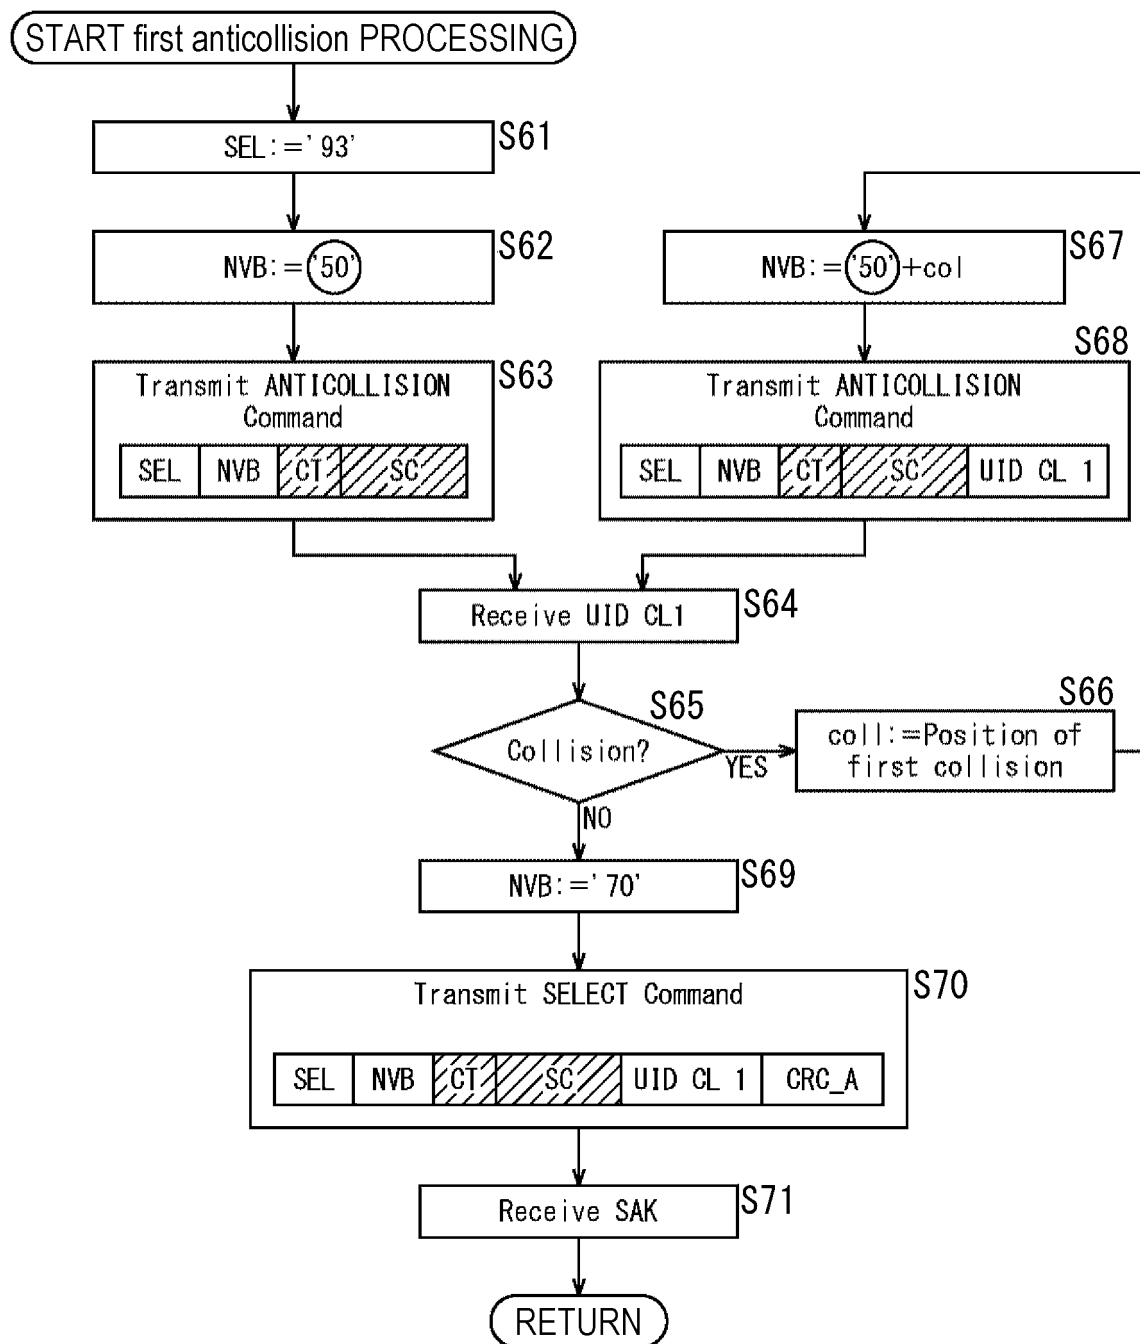 START first anticollision PROCESSING
SEL:='93'
S61
NVB:='50'
S62
NVB:='50'+col
S67
Transmit ANTICOLLISION
Command
SEL NVB CT SC
S63
Transmit ANTICOLLISION
Command
SEL NVB CT SC UID CL 1
S68
Receive UID CL1
S64
Collision?
S65
YES
NO
coll:=Position of
first collision
S66
NVB:='70'
S69
Transmit SELECT Command
SEL NVB CT SC UID CL 1 CRC_A
S70
Receive SAK
S71
RETURN